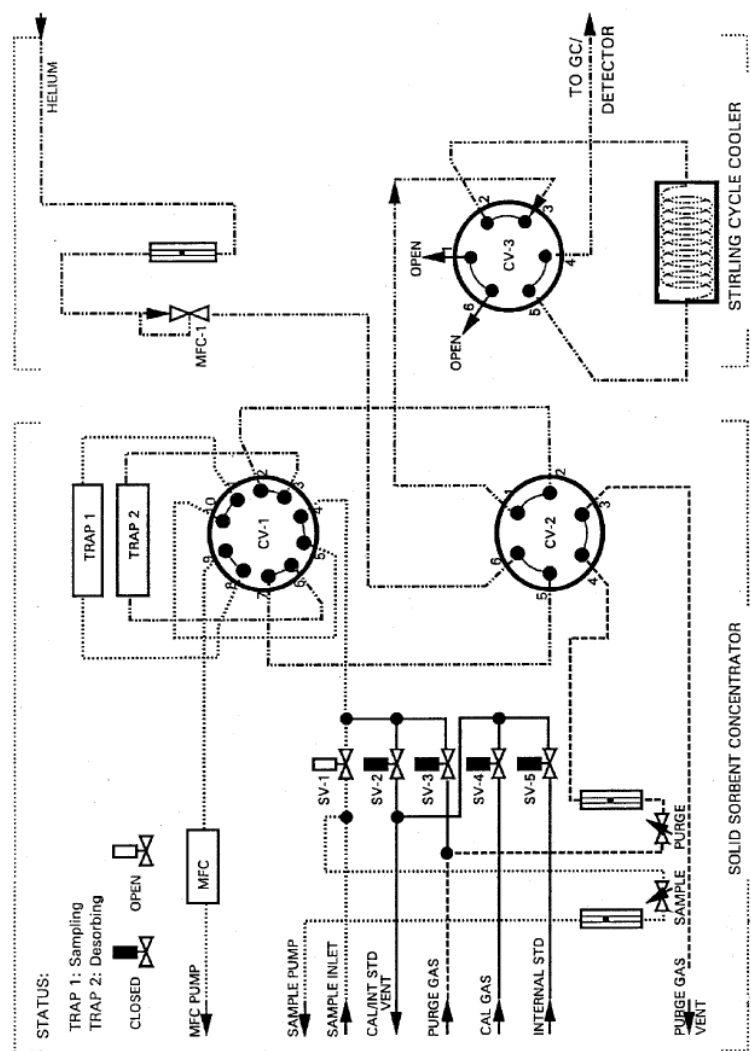 STATUS:
TRAP 1: Sampling
TRAP 2: Desorbing
CLOSED
OPEN
MFC PUMP
MFC
SAMPLE PUMP
SAMPLE INLET
CAL/INT STD
VENT
PURGE GAS
CAL GAS
INTERNAL STD
PURGE GAS
VENT
SV-1
SV-2
SV-3
SV-4
SV-5
SAMPLE
PURGE
TRAP 1
TRAP 2
CV-1
2
3
4
5
6
7
8
9
10
CV-2
1
2
3
4
5
6
SOLID SORBENT CONCENTRATOR
HELIUM
MFC-1
CV-3
1
2
3
4
5
6
OPEN
OPEN
TO GC/
DETECTOR
STIRLING CYCLE COOLER